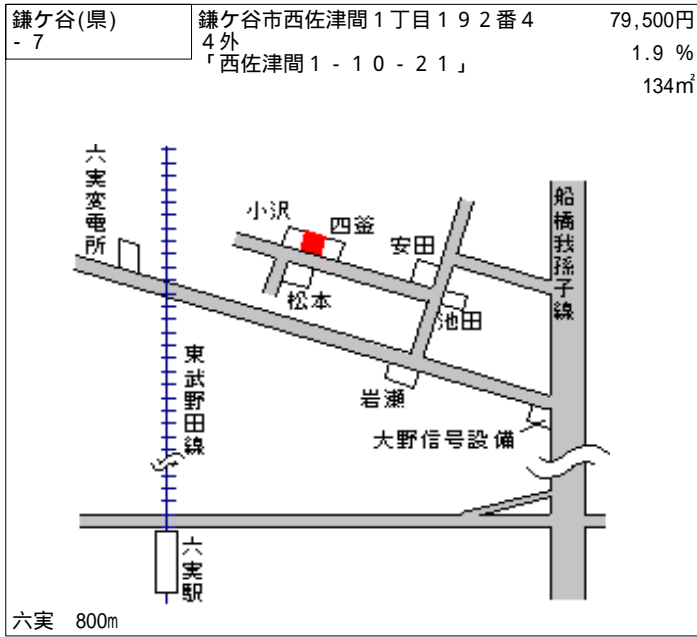 鎌ケ谷(県)
- 7
鎌ケ谷市西佐津間1丁目192番4
4外
「西佐津間1-10-21」
79,500円
1.9 %
134㎡
六実変電所
小沢
四釜
安田
船橋我孫子線
松本
池田
東武野田線
岩瀬
大野信号設備
六実駅
六実 800m